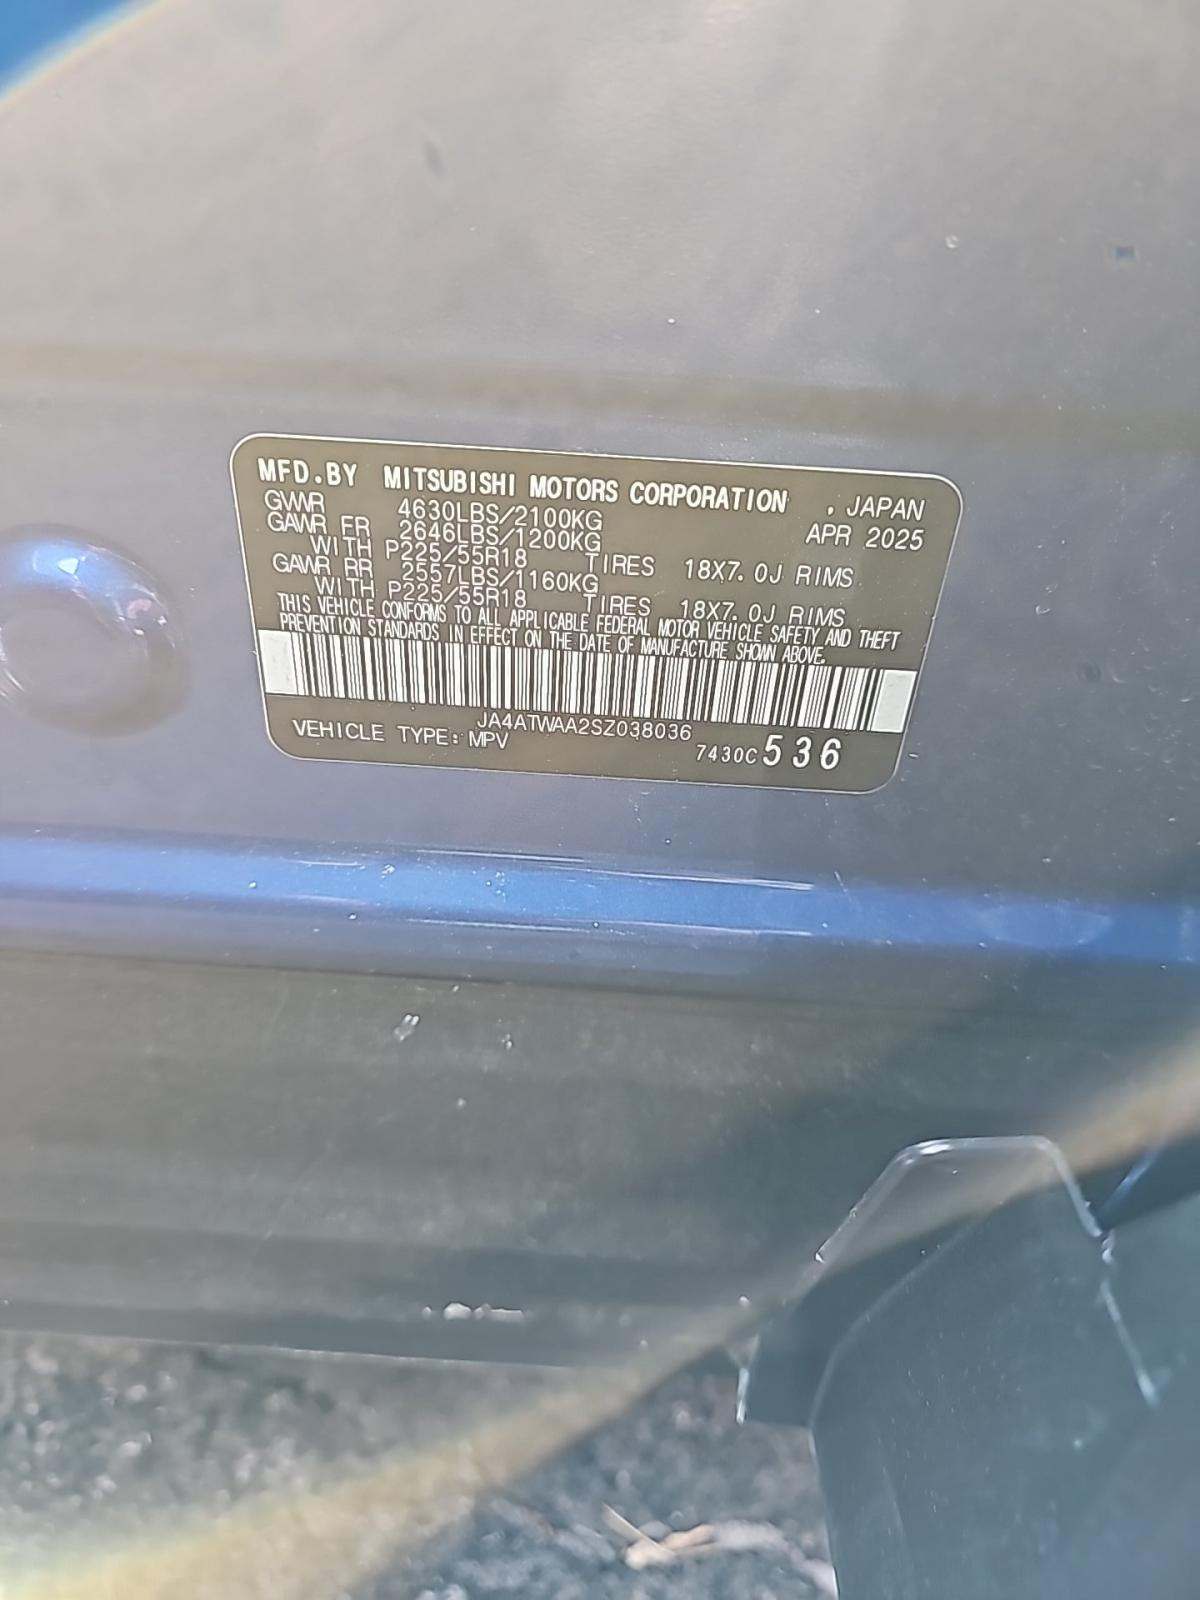 MFD.BY MITSUBISHI MOTORS CORPORATION , JAPAN
GVWR 4630LBS/2100KG APR 2025
GAWR FR 2646LBS/1200KG
WITH P225/55R18 TIRES 18X7.0J RIMS
GAWR RR 2557LBS/1160KG
WITH P225/55R18 TIRES 18X7.0J RIMS
THIS VEHICLE CONFORMS TO ALL APPLICABLE FEDERAL MOTOR VEHICLE SAFETY AND THEFT
PREVENTION STANDARDS IN EFFECT ON THE DATE OF MANUFACTURE SHOWN ABOVE.
JA4ATWAA2SZ038036
VEHICLE TYPE: MPV 7430C 536